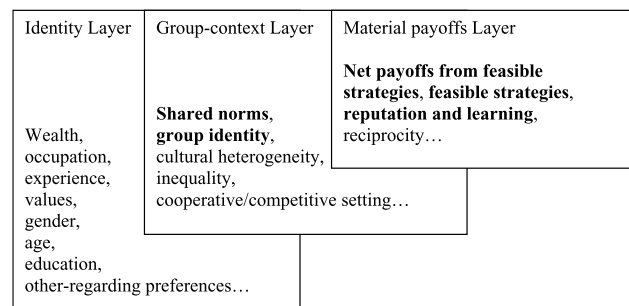 Identity Layer
Wealth,
occupation,
experience,
values,
gender,
age,
education,
other-regarding preferences…
Group-context Layer
Shared norms,
group identity,
cultural heterogeneity,
inequality,
cooperative/competitive setting…
Material payoffs Layer
Net payoffs from feasible
strategies, feasible strategies,
reputation and learning,
reciprocity…